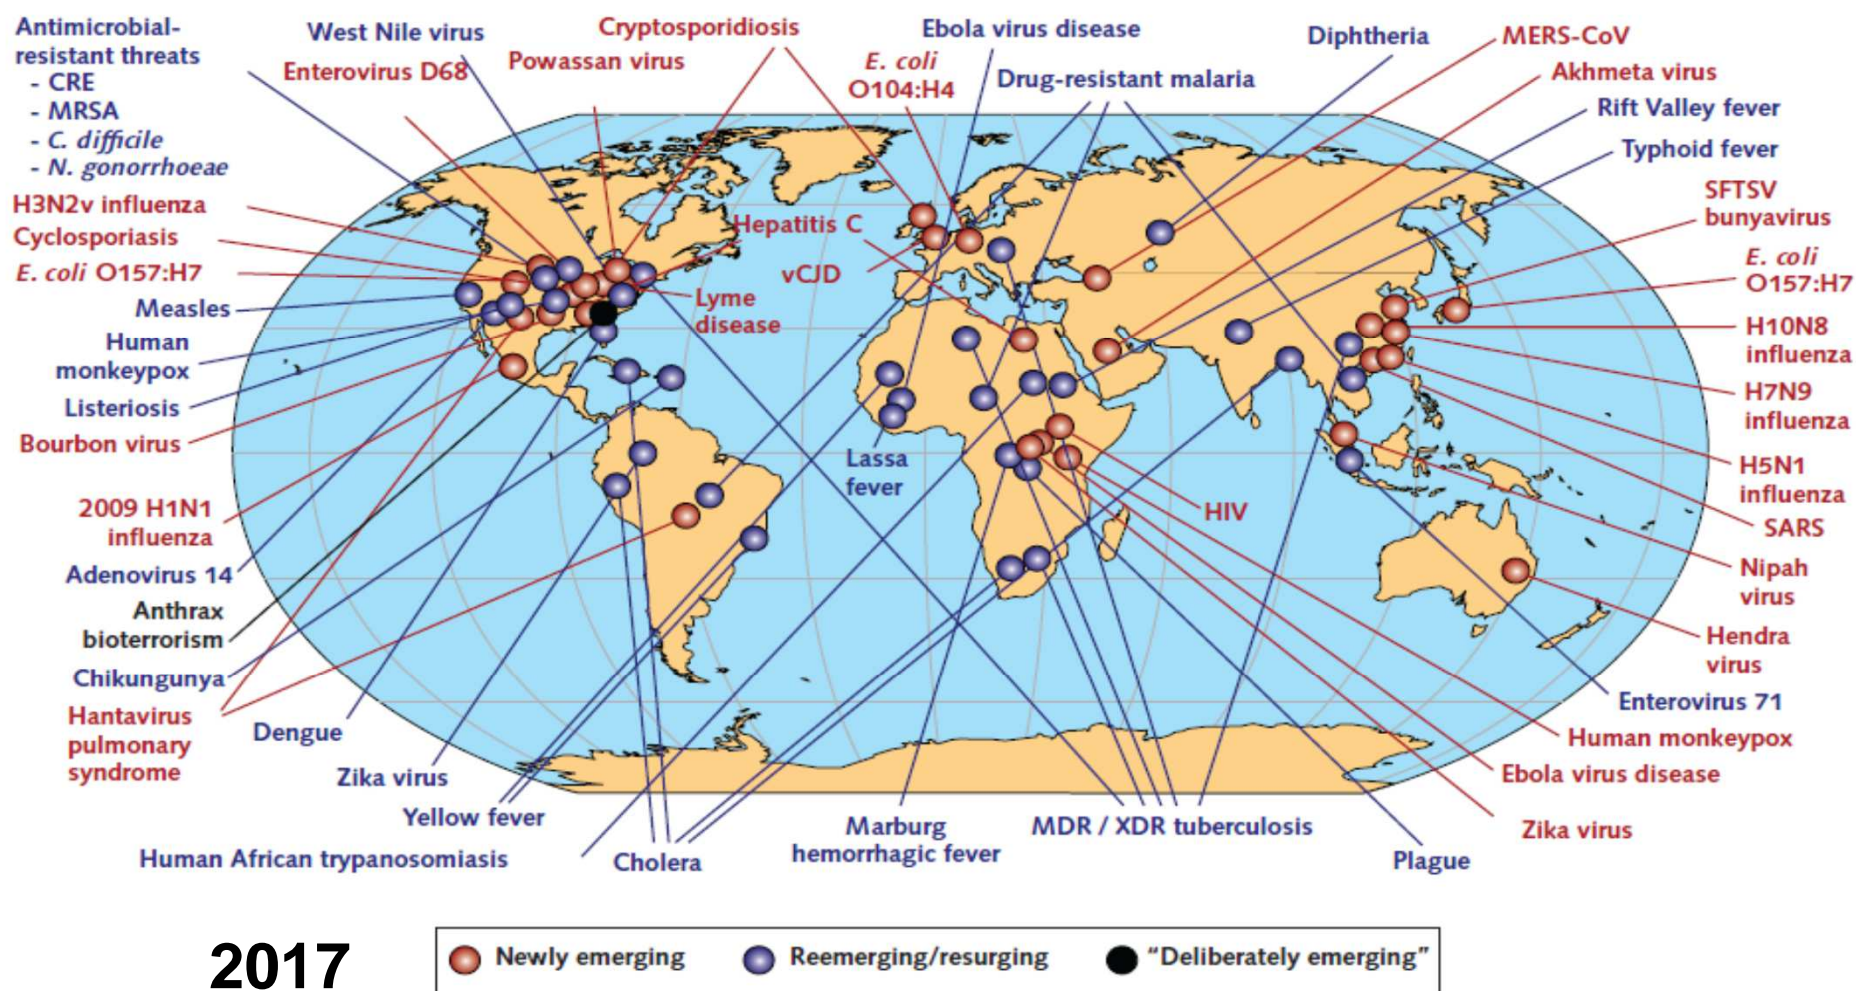 Antimicrobial-
resistant threats
- CRE
- MRSA
- C. difficile
- N. gonorrhoeae
West Nile virus
Enterovirus D68
Cryptosporidiosis
Powassan virus
E. coli
O104:H4
Ebola virus disease
Drug-resistant malaria
Diphtheria
MERS-CoV
Akhmeta virus
Rift Valley fever
Typhoid fever
SFTSV
bunyavirus
E. coli
O157:H7
H10N8
influenza
H7N9
influenza
H5N1
influenza
SARS
Nipah
virus
Hendra
virus
Enterovirus 71
Human monkeypox
Ebola virus disease
Zika virus
Plague
H3N2v influenza
Cyclosporiasis
E. coli O157:H7
Measles
Human
monkeypox
Listeriosis
Bourbon virus
2009 H1N1
influenza
Adenovirus 14
Anthrax
bioterrorism
Chikungunya
Hantavirus
pulmonary
syndrome
Dengue
Zika virus
Yellow fever
Human African trypanosomiasis
Cholera
Marburg
hemorrhagic fever
MDR / XDR tuberculosis
Hepatitis C
vCJD
Lyme
disease
Lassa
fever
HIV
2017
Newly emerging
Reemerging/resurging
“Deliberately emerging”